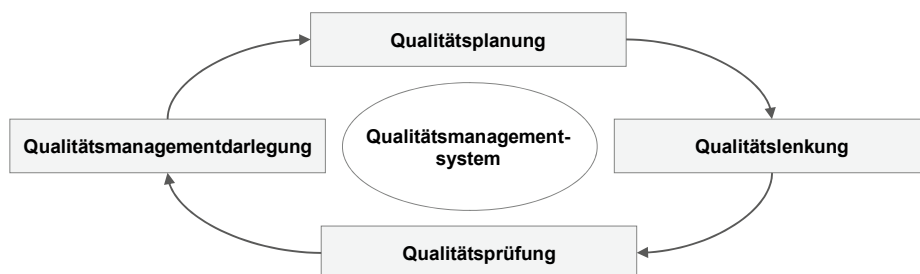 Qualitätsplanung
Qualitätsmanagementdarlegung
Qualitätsmanagement-
system
Qualitätslenkung
Qualitätsprüfung